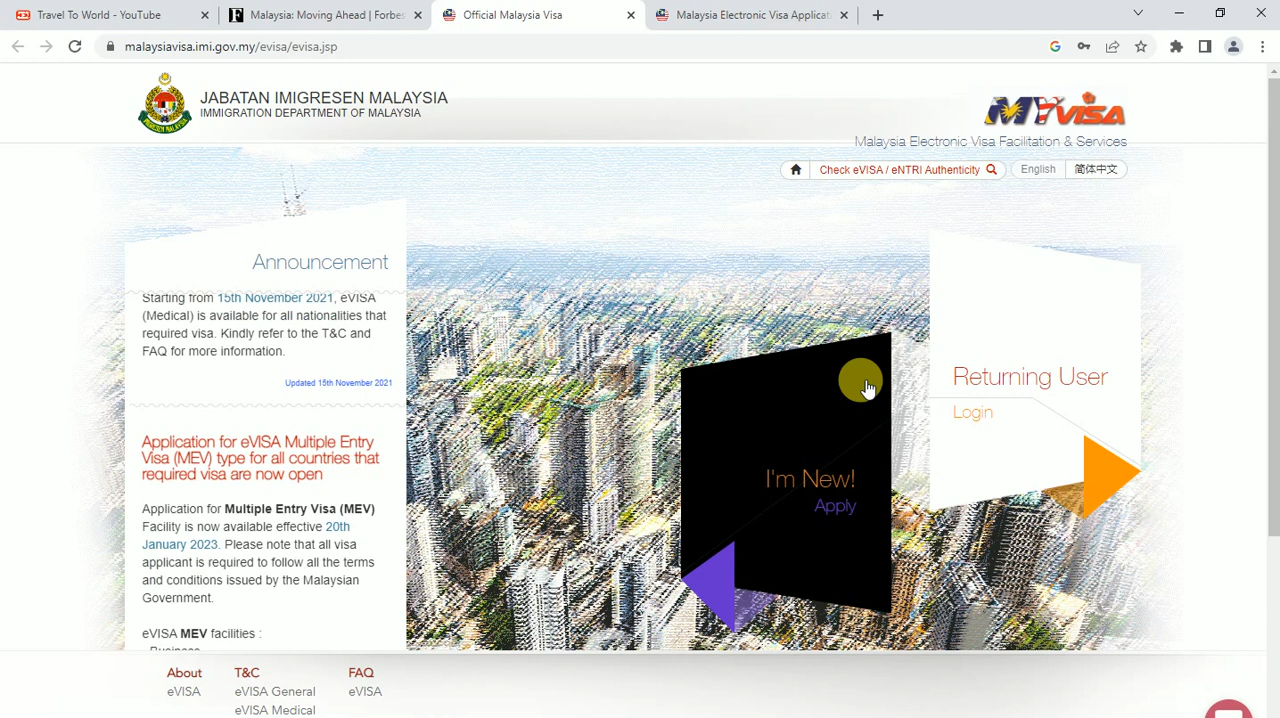 Travel To World - YouTube
Malaysia: Moving Ahead | Forbes
Official Malaysia Visa
Malaysia Electronic Visa Applicat
malaysiavisa.imi.gov.my/evisa/evisa.jsp
JABATAN IMIGRESEN MALAYSIA
IMMIGRATION DEPARTMENT OF MALAYSIA
MYVISA
Malaysia Electronic Visa Facilitation & Services
Check eVISA / eNTRI Authenticity
English
简体中文
Announcement
Starting from 15th November 2021, eVISA
(Medical) is available for all nationalities that
required visa. Kindly refer to the T&C and
FAQ for more information.
Updated 15th November 2021
Application for eVISA Multiple Entry
Visa (MEV) type for all countries that
required visa are now open
Application for Multiple Entry Visa (MEV)
Facility is now available effective 20th
January 2023. Please note that all visa
applicant is required to follow all the terms
and conditions issued by the Malaysian
Government.
eVISA MEV facilities :
- Business
I'm New!
Apply
Returning User
Login
About
eVISA
T&C
eVISA General
eVISA Medical
FAQ
eVISA